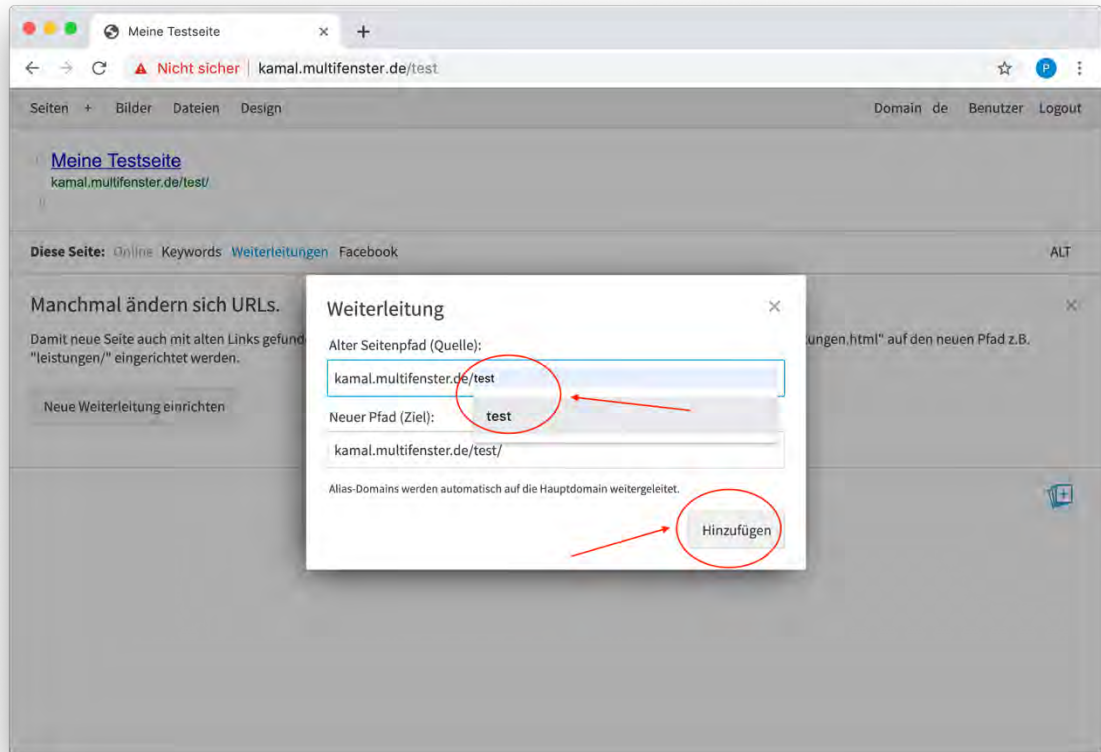 Meine Testseite
Nicht sicher | kamal.multifenster.de/test
P
Seiten + Bilder Dateien Design Domain de Benutzer Logout
Meine Testseite
kamal.multifenster.de/test/
Diese Seite: Online Keywords Weiterleitungen Facebook ALT
Manchmal ändern sich URLs.
Damit neue Seite auch mit alten Links gefund ungen.html" auf den neuen Pfad z.B.
"leistungen/" eingerichtet werden.
Neue Weiterleitung einrichten
Weiterleitung
Alter Seitenpfad (Quelle):
kamal.multifenster.de/test
test
Neuer Pfad (Ziel):
kamal.multifenster.de/test/
Alias-Domains werden automatisch auf die Hauptdomain weitergeleitet.
Hinzufügen